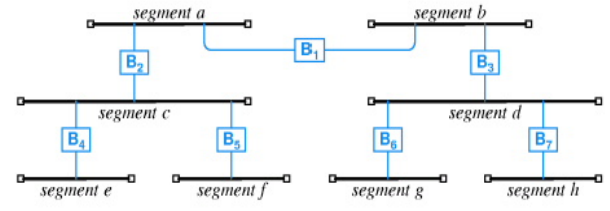 segment a segment b
B1
B2 B3
segment c segment d
B4 B5 B6 B7
segment e segment f segment g segment h